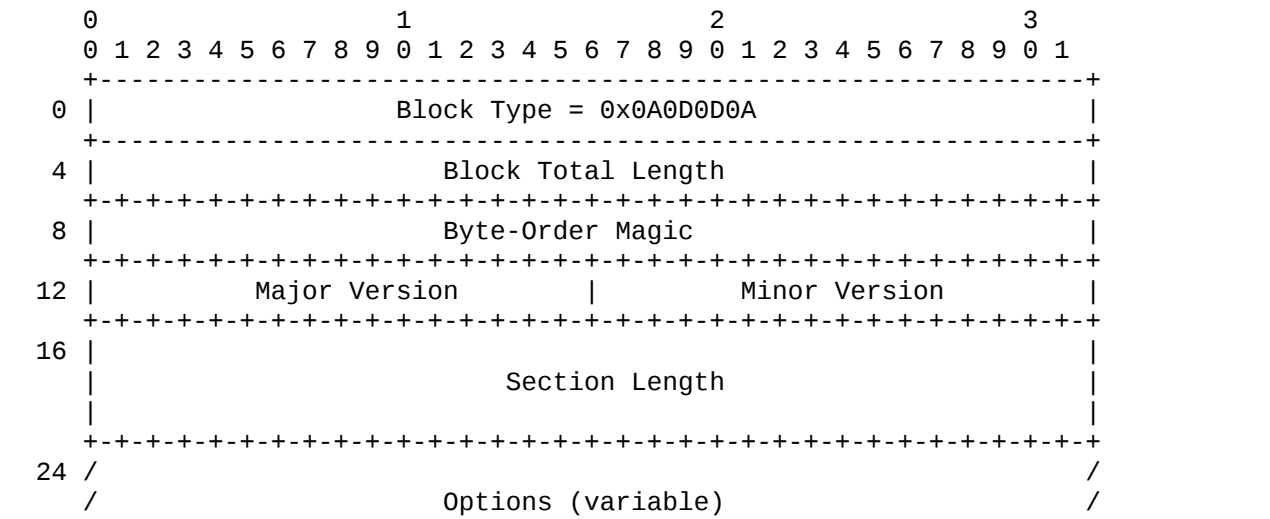 0                   1                   2                   3
    0 1 2 3 4 5 6 7 8 9 0 1 2 3 4 5 6 7 8 9 0 1 2 3 4 5 6 7 8 9 0 1
   +---------------------------------------------------------------+
 0 |                   Block Type = 0x0A0D0D0A                     |
   +---------------------------------------------------------------+
 4 |                      Block Total Length                       |
   +-+-+-+-+-+-+-+-+-+-+-+-+-+-+-+-+-+-+-+-+-+-+-+-+-+-+-+-+-+-+-+-+
 8 |                      Byte-Order Magic                         |
   +-+-+-+-+-+-+-+-+-+-+-+-+-+-+-+-+-+-+-+-+-+-+-+-+-+-+-+-+-+-+-+-+
12 |          Major Version        |         Minor Version         |
   +-+-+-+-+-+-+-+-+-+-+-+-+-+-+-+-+-+-+-+-+-+-+-+-+-+-+-+-+-+-+-+-+
16 |                                                               |
   |                          Section Length                       |
   |                                                               |
   +-+-+-+-+-+-+-+-+-+-+-+-+-+-+-+-+-+-+-+-+-+-+-+-+-+-+-+-+-+-+-+-+
24 /                                                               /
   /                      Options (variable)                       /